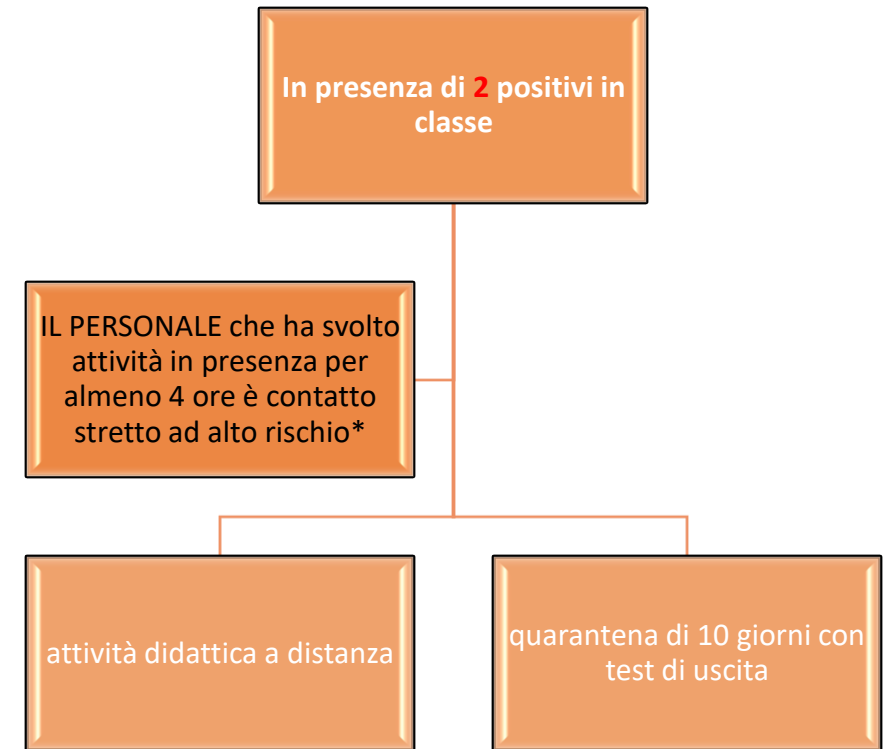 In presenza di 2 positivi in
classe
IL PERSONALE che ha svolto
attività in presenza per
almeno 4 ore è contatto
stretto ad alto rischio*
attività didattica a distanza
quarantena di 10 giorni con
test di uscita